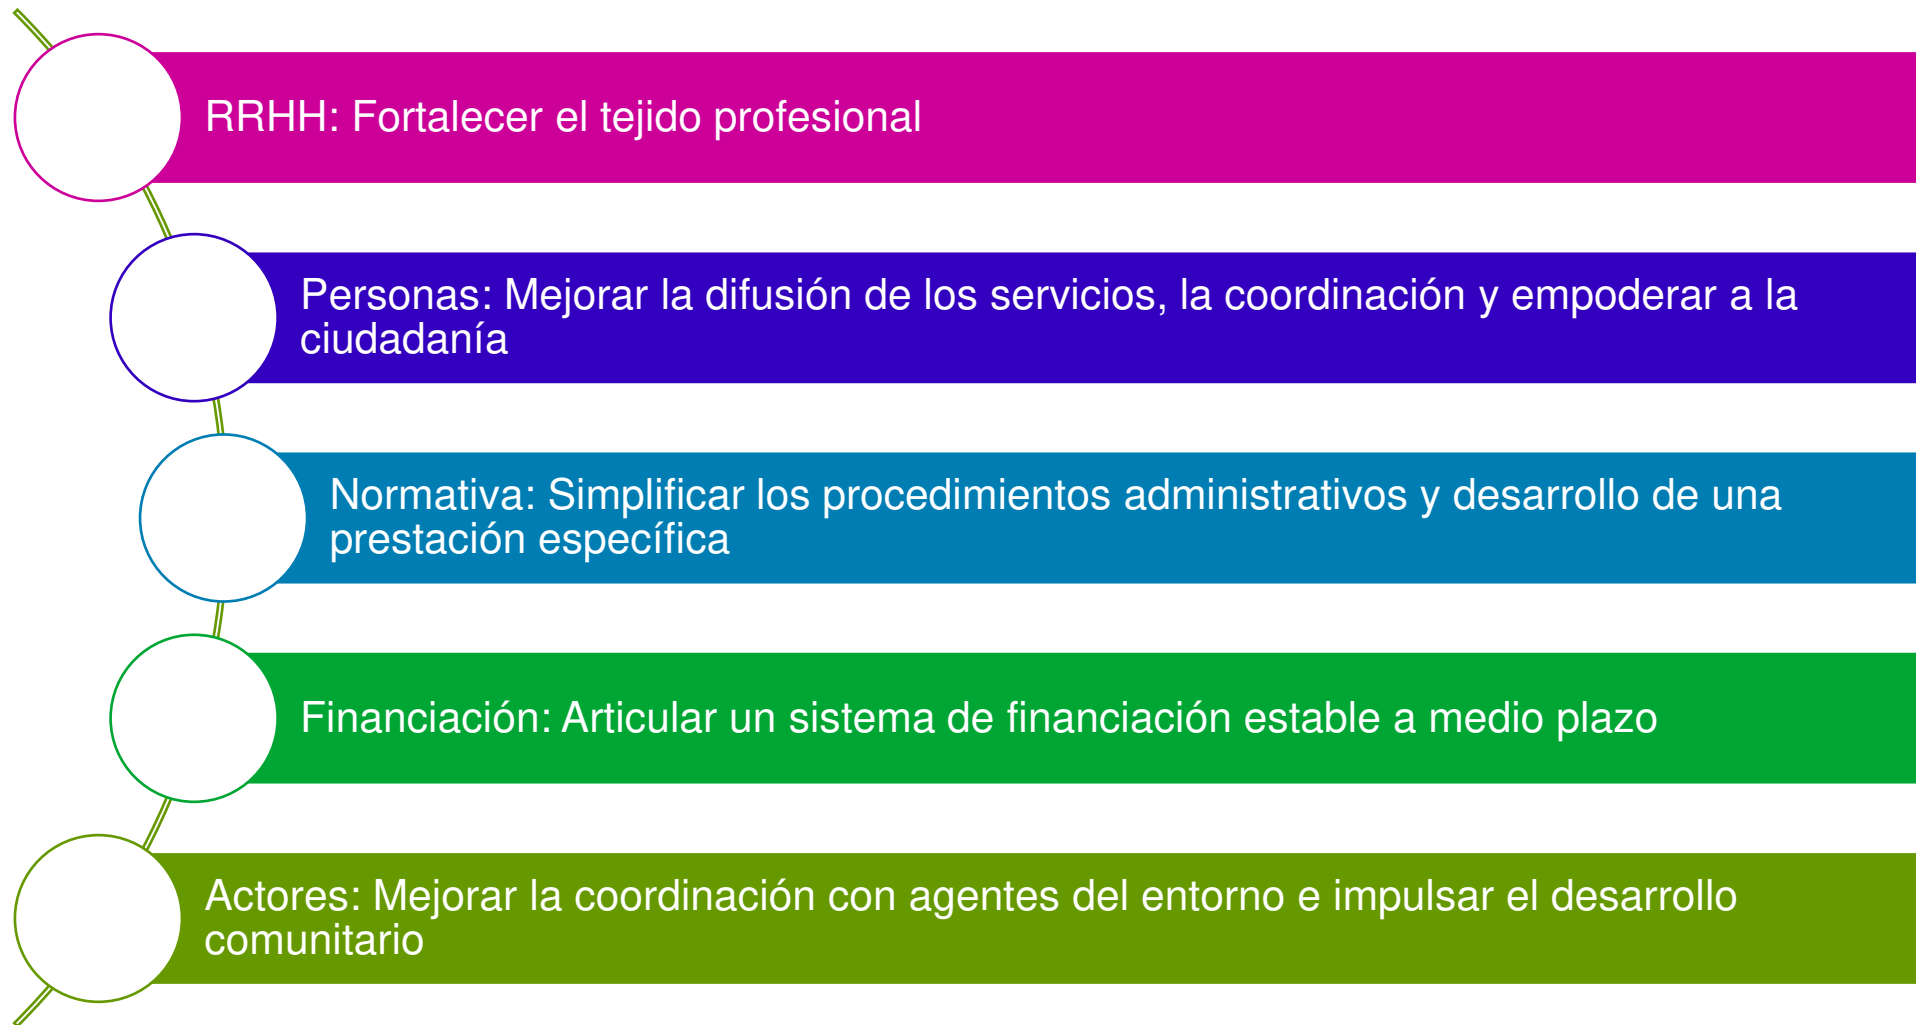 RRHH: Fortalecer el tejido profesional
Personas: Mejorar la difusión de los servicios, la coordinación y empoderar a la
ciudadanía
Normativa: Simplificar los procedimientos administrativos y desarrollo de una
prestación específica
Financiación: Articular un sistema de financiación estable a medio plazo
Actores: Mejorar la coordinación con agentes del entorno e impulsar el desarrollo
comunitario